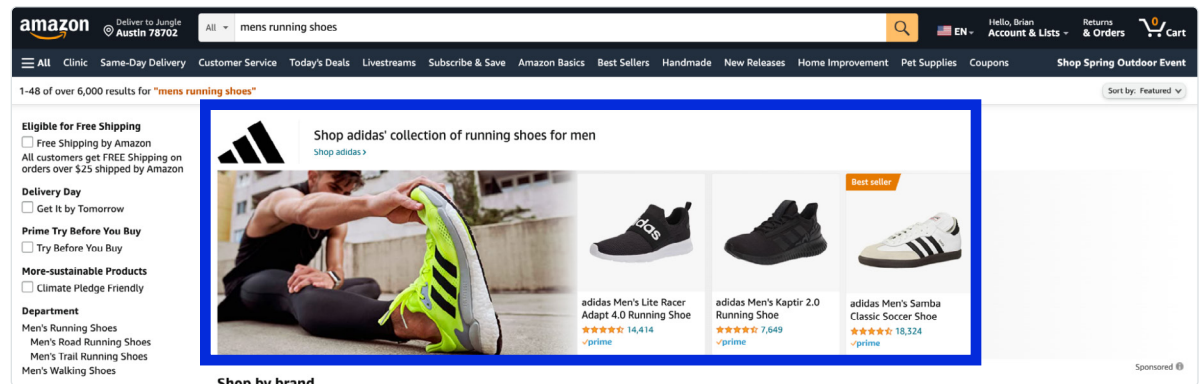 amazon
Deliver to Jungle
Austin 78702
All
mens running shoes
EN
Hello, Brian
Account & Lists
Returns
& Orders
0
Cart
All Clinic Same-Day Delivery Customer Service Today's Deals Livestreams Subscribe & Save Amazon Basics Best Sellers Handmade New Releases Home Improvement Pet Supplies Coupons Shop Spring Outdoor Event
1-48 of over 6,000 results for "mens running shoes"
Sort by: Featured
Eligible for Free Shipping
Free Shipping by Amazon
All customers get FREE Shipping on
orders over $25 shipped by Amazon
Delivery Day
Get It by Tomorrow
Prime Try Before You Buy
Try Before You Buy
More-sustainable Products
Climate Pledge Friendly
Department
Men's Running Shoes
Men's Road Running Shoes
Men's Trail Running Shoes
Men's Walking Shoes
Shop adidas' collection of running shoes for men
Shop adidas ›
adidas
adidas Men's Lite Racer
Adapt 4.0 Running Shoe
14,414
prime
adidas Men's Kaptir 2.0
Running Shoe
7,649
prime
Best seller
adidas Men's Samba
Classic Soccer Shoe
18,324
prime
Sponsored
Shop by brand